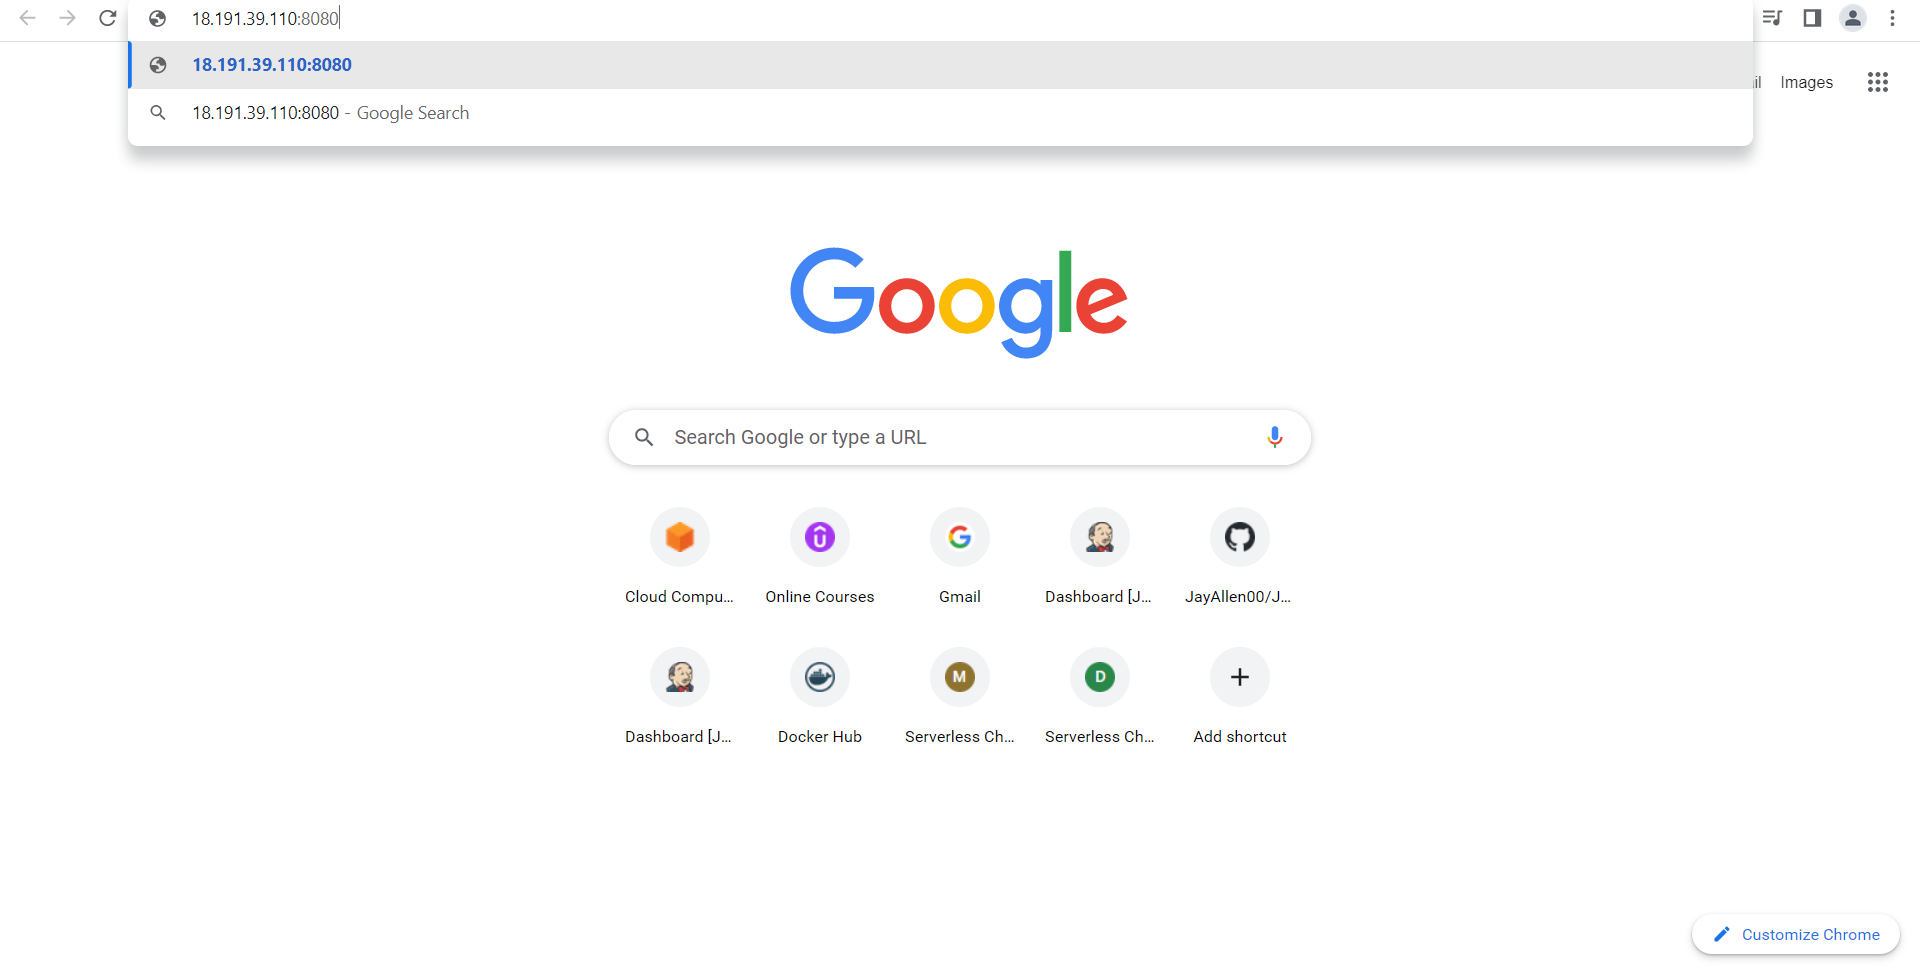 18.191.39.110:8080
18.191.39.110:8080
18.191.39.110:8080 - Google Search
il Images
Google
Search Google or type a URL
Cloud Compu... Online Courses Gmail Dashboard [J... JayAllen00/J...
M D
Dashboard [J... Docker Hub Serverless Ch... Serverless Ch... Add shortcut
Customize Chrome